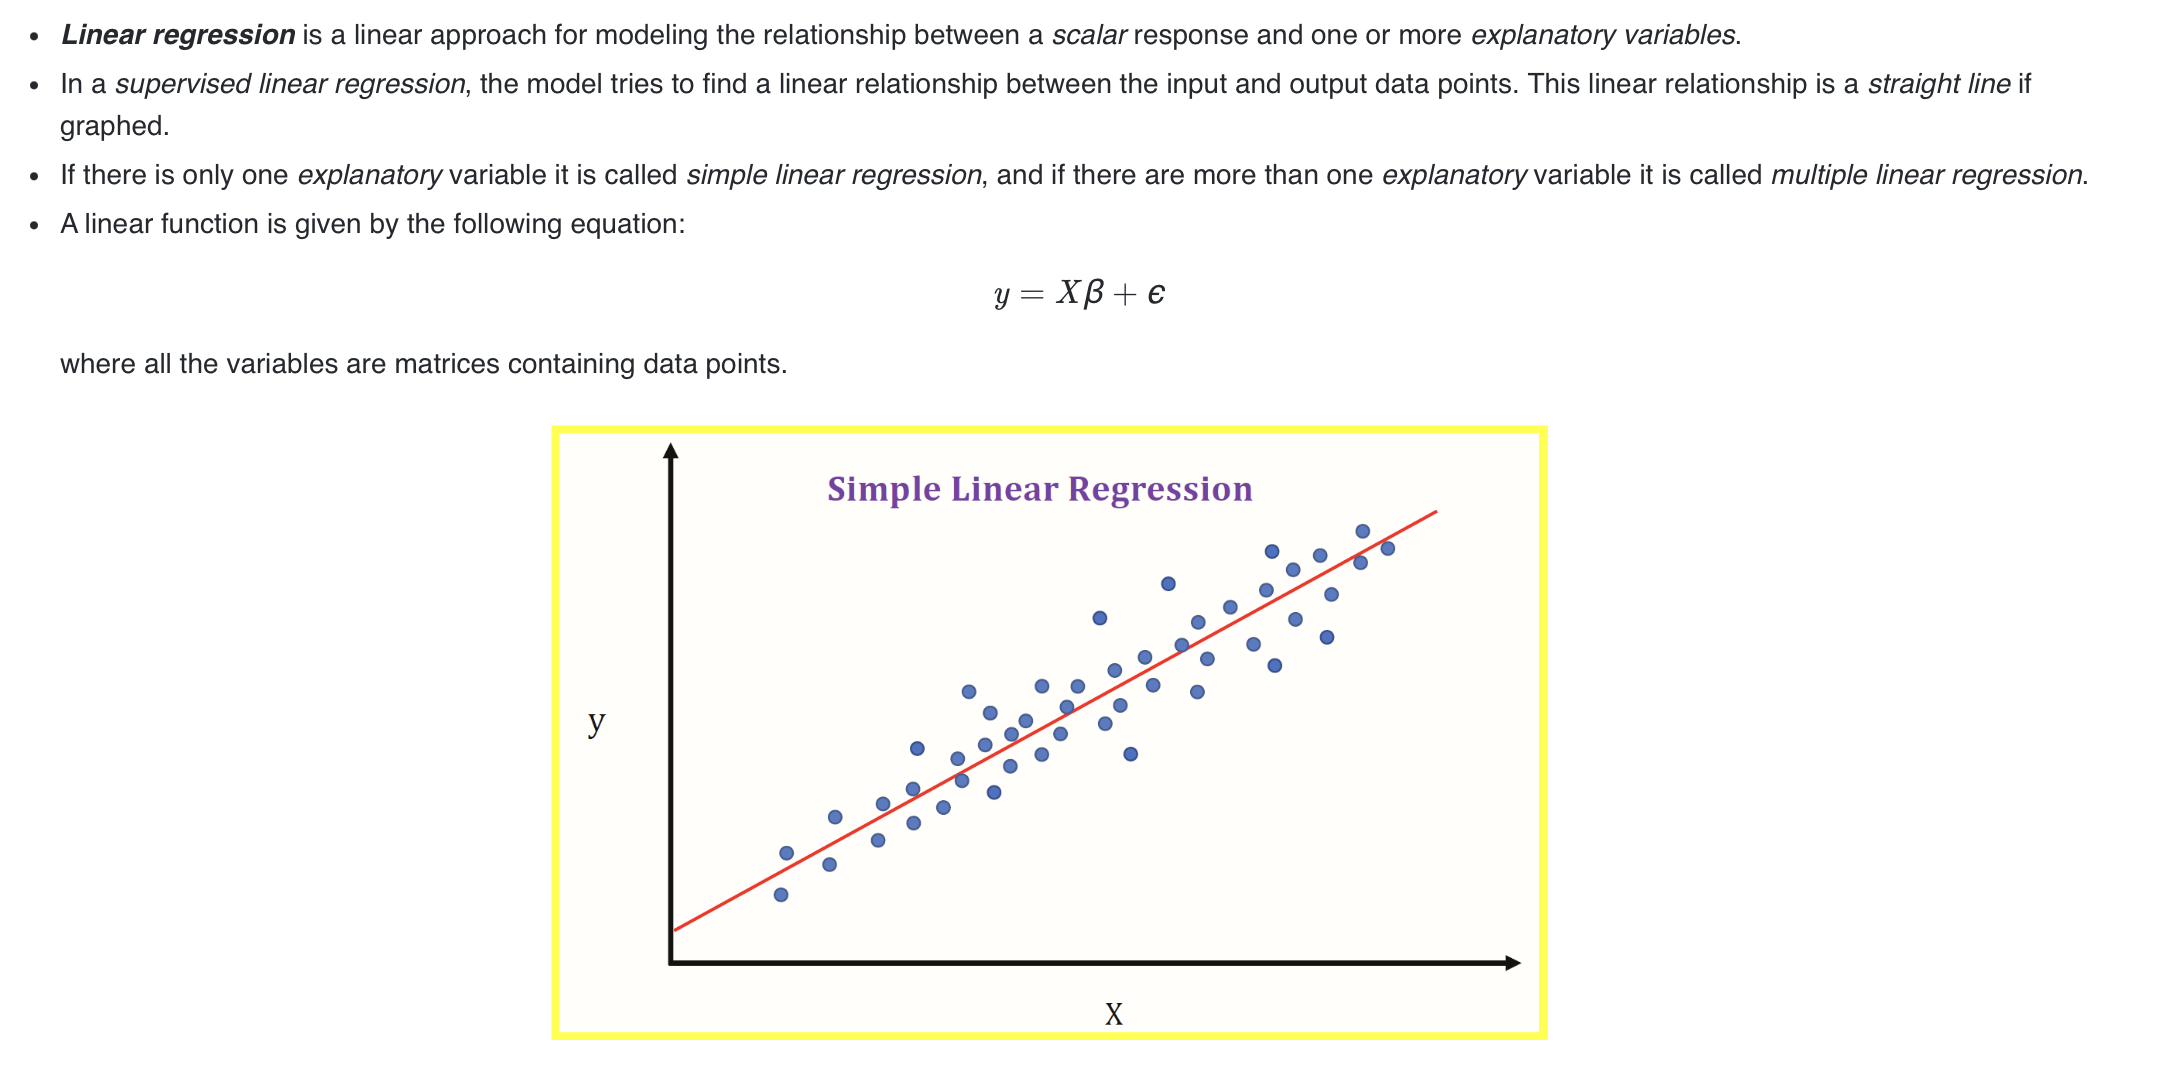 • Linear regression is a linear approach for modeling the relationship between a scalar response and one or more explanatory variables.
• In a supervised linear regression, the model tries to find a linear relationship between the input and output data points. This linear relationship is a straight line if
graphed.
• If there is only one explanatory variable it is called simple linear regression, and if there are more than one explanatory variable it is called multiple linear regression.
• A linear function is given by the following equation:
y = Xβ + ϵ
where all the variables are matrices containing data points.
Simple Linear Regression
y
X